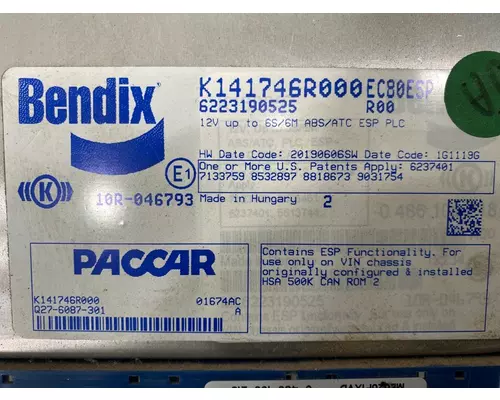 Bendix
K141746R000 EC80ESP
6223190525 R00
12V up to 6S/6M ABS/ATC ESP PLC
HW Date Code: 20190606SW Date Code: 1G1119G
One or More U.S. Patents Apply: 6237401
7133759 8532897 8818673 9031754
K E1
10R-046793 Made in Hungary 2
PACCAR
K141746R000 01674AC
Q27-6087-301 A
Contains ESP Functionality. For
use only on VIN chassis
originally configured & installed
HSA 500K CAN ROM 2